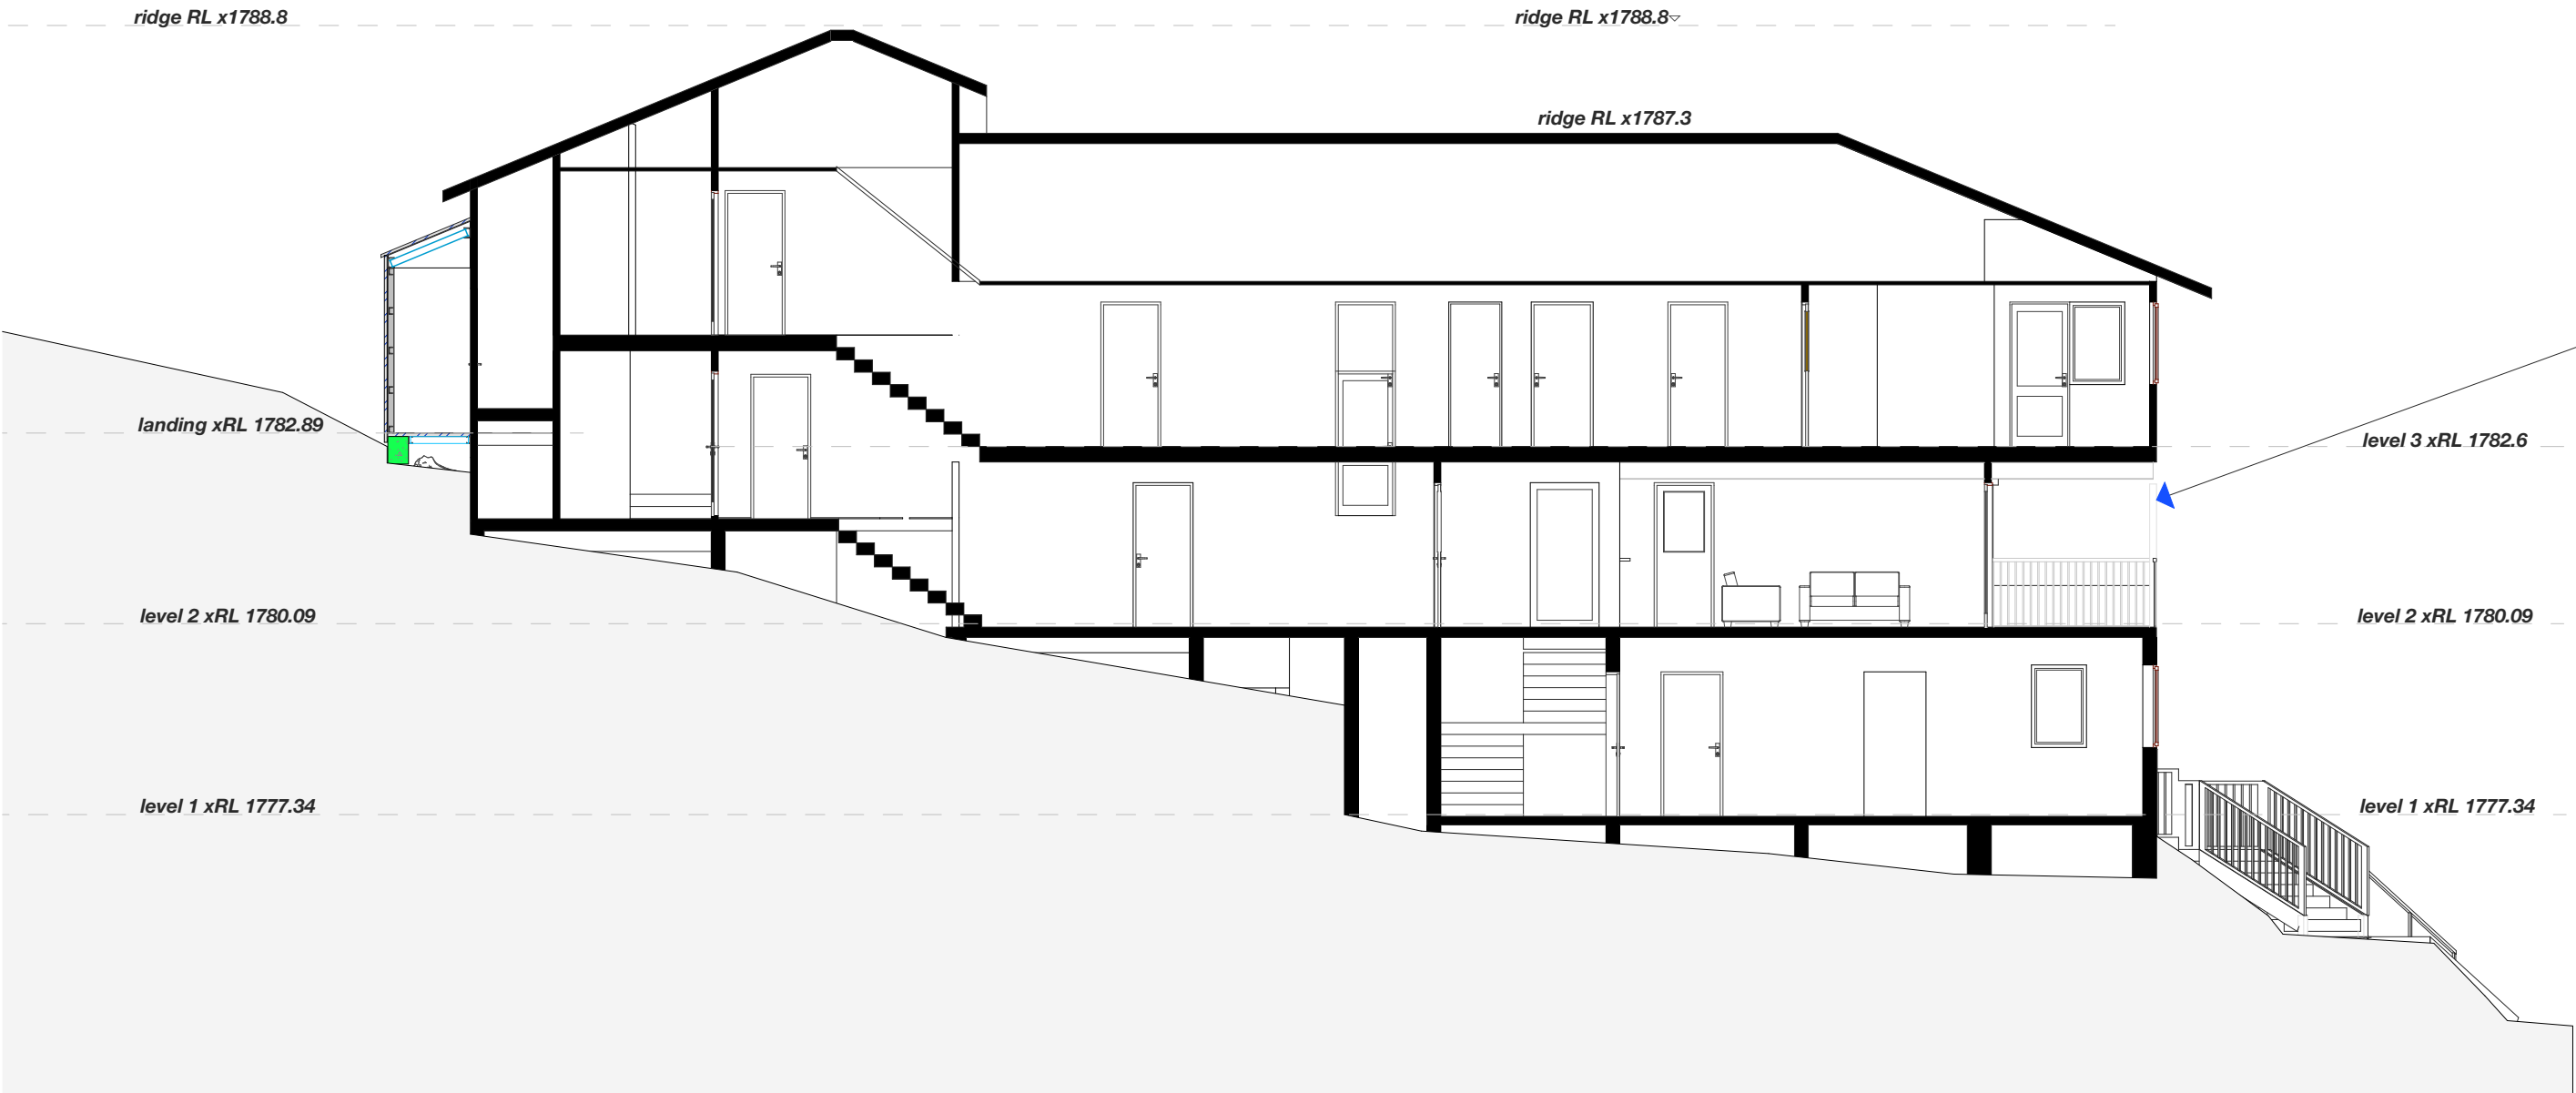 ridge RL x1788.8
ridge RL x1788.8
ridge RL x1787.3
landing xRL 1782.89
level 3 xRL 1782.6
level 2 xRL 1780.09
level 2 xRL 1780.09
level 1 xRL 1777.34
level 1 xRL 1777.34